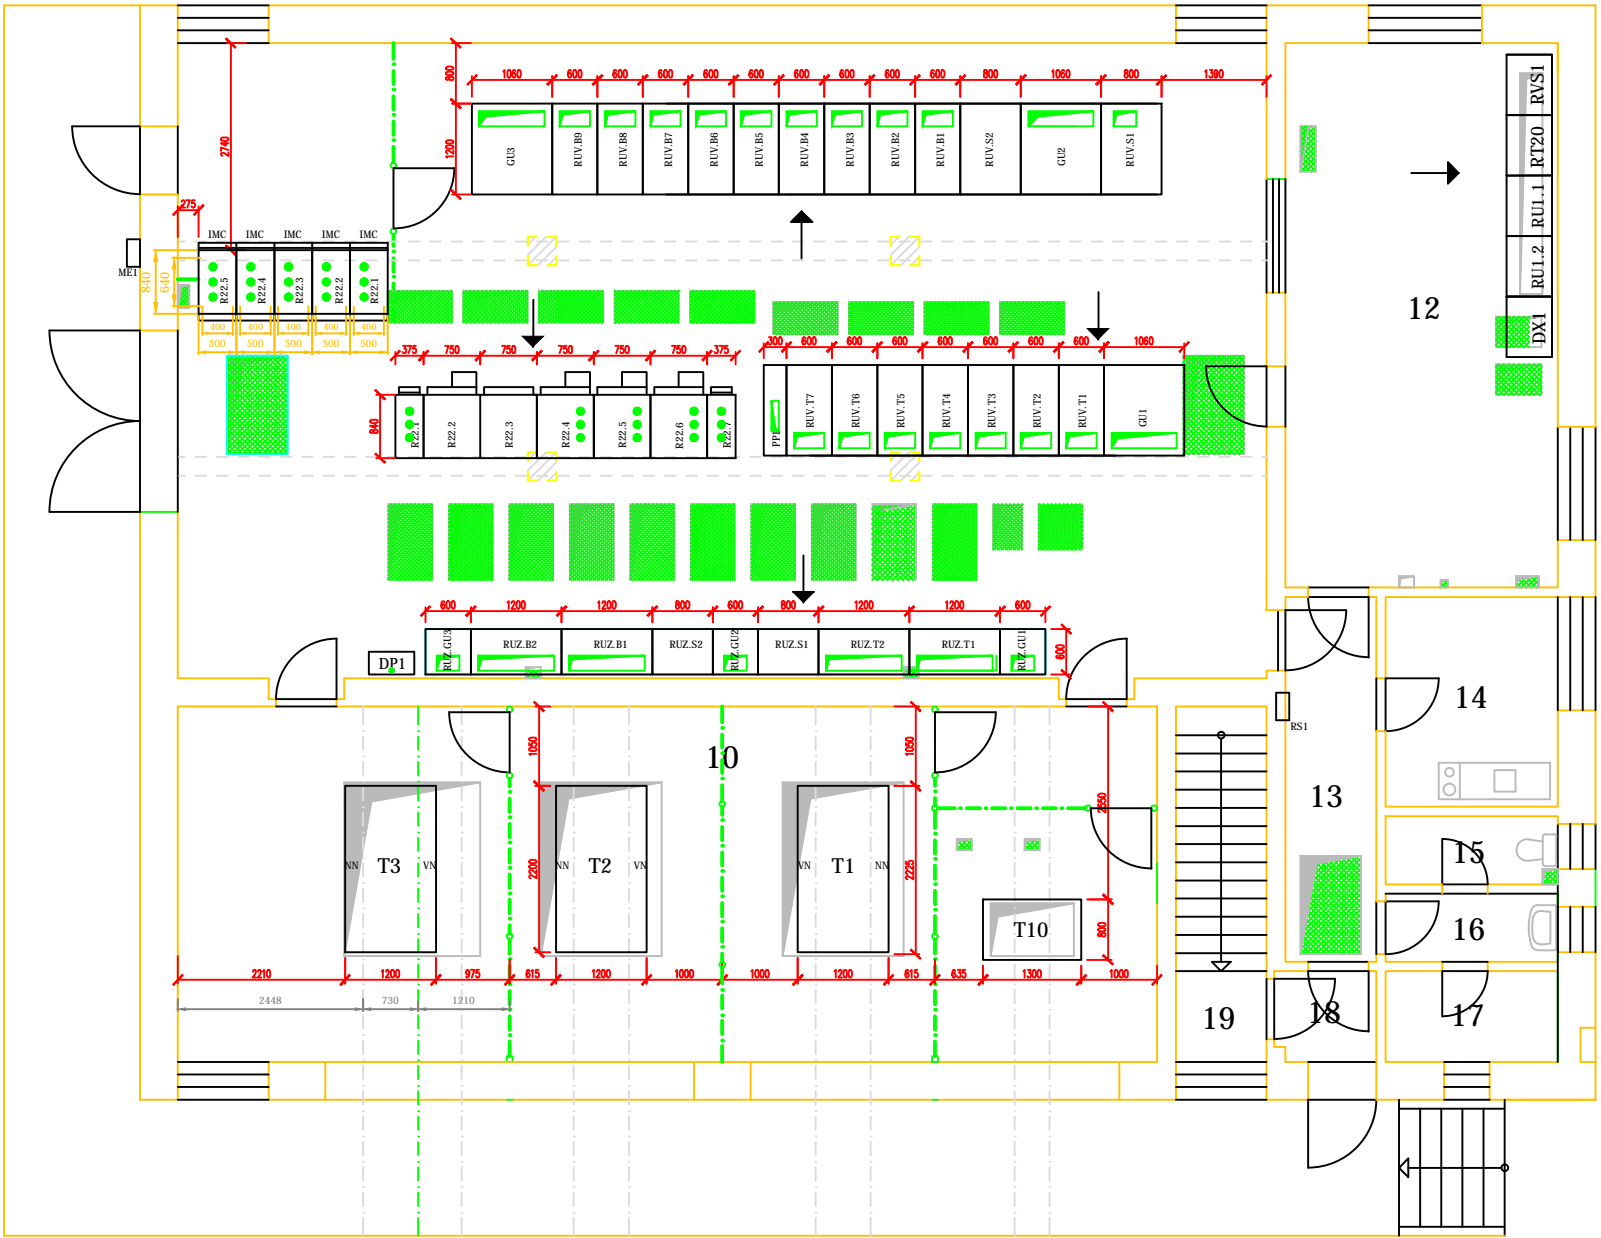 1060 600 600 600 600 600 600 600 600 600 800 1060 800 1390
800
1200
2740
275
GU3 RUV.B9 RUV.B8 RUV.B7 RUV.B6 RUV.B5 RUV.B4 RUV.B3 RUV.B2 RUV.B1 RUV.S2 GU2 RUV.S1
RVS1
RT20
RU1.1
RU1.2
DX1
12
IMC IMC IMC IMC IMC
ME1
840
640
R22.5 R22.4 R22.3 R22.2 R22.1
400 400 400 400 400
500 500 500 500 500
375 750 750 750 750 750 375
840
R22.1 R22.2 R22.3 R22.4 R22.5 R22.6 R22.7
300 600 600 600 600 600 600 600 1060
PP1 RUV.T7 RUV.T6 RUV.T5 RUV.T4 RUV.T3 RUV.T2 RUV.T1 GU1
600 1200 1200 800 600 800 1200 1200 600
600
DP1
RUZ.GU3 RUZ.B2 RUZ.B1 RUZ.S2 RUZ.GU2 RUZ.S1 RUZ.T2 RUZ.T1 RUZ.GU1
10
1050
1050
2550
2200
2225
800
NN T3 VN
NN T2 VN
VN T1 NN
T10
2210 1200 975 615 1200 1000 1000 1200 615 635 1300 1000
2448 730 1210
RS1
13
14
15
16
17
18
19